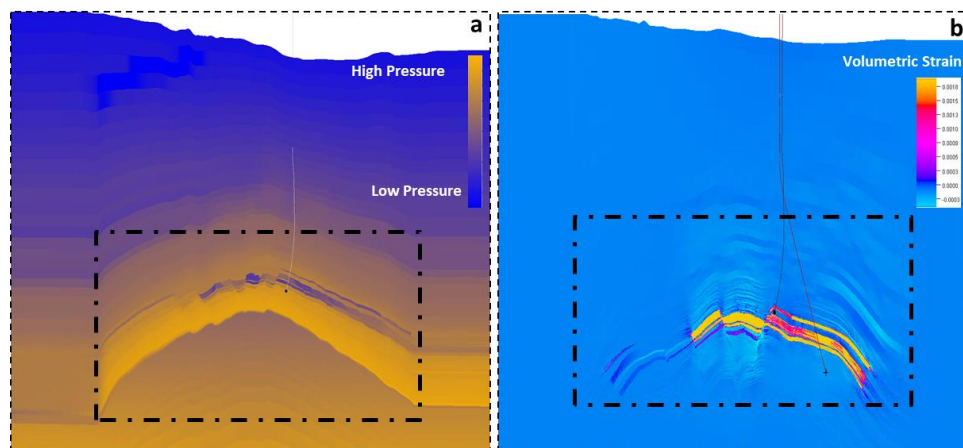 a
High Pressure
Low Pressure
b
Volumetric Strain
0.0018
0.0015
0.0013
0.0010
0.0008
0.0005
0.0003
0.0000
-0.0003